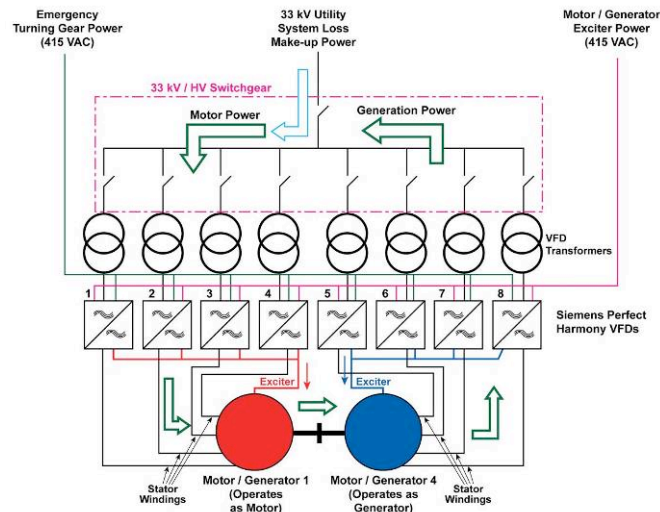 Emergency
Turning Gear Power
(415 VAC)
33 kV Utility
System Loss
Make-up Power
Motor / Generator
Exciter Power
(415 VAC)
33 kV / HV Switchgear
Motor Power
Generation Power
VFD
Transformers
1
2
3
4
5
6
7
8
Siemens Perfect
Harmony VFDs
Exciter
Exciter
Stator
Windings
Motor / Generator 1
(Operates
as Motor)
Motor / Generator 4
(Operates as
Generator)
Stator
Windings